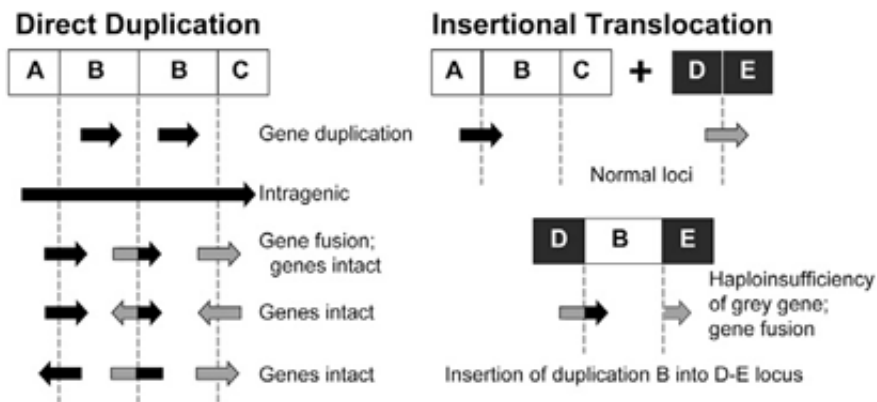 Direct Duplication
A B B C
Gene duplication
Intragenic
Gene fusion;
genes intact
Genes intact
Genes intact
Insertional Translocation
A B C + D E
Normal loci
D B E
Haploinsufficiency
of grey gene;
gene fusion
Insertion of duplication B into D-E locus